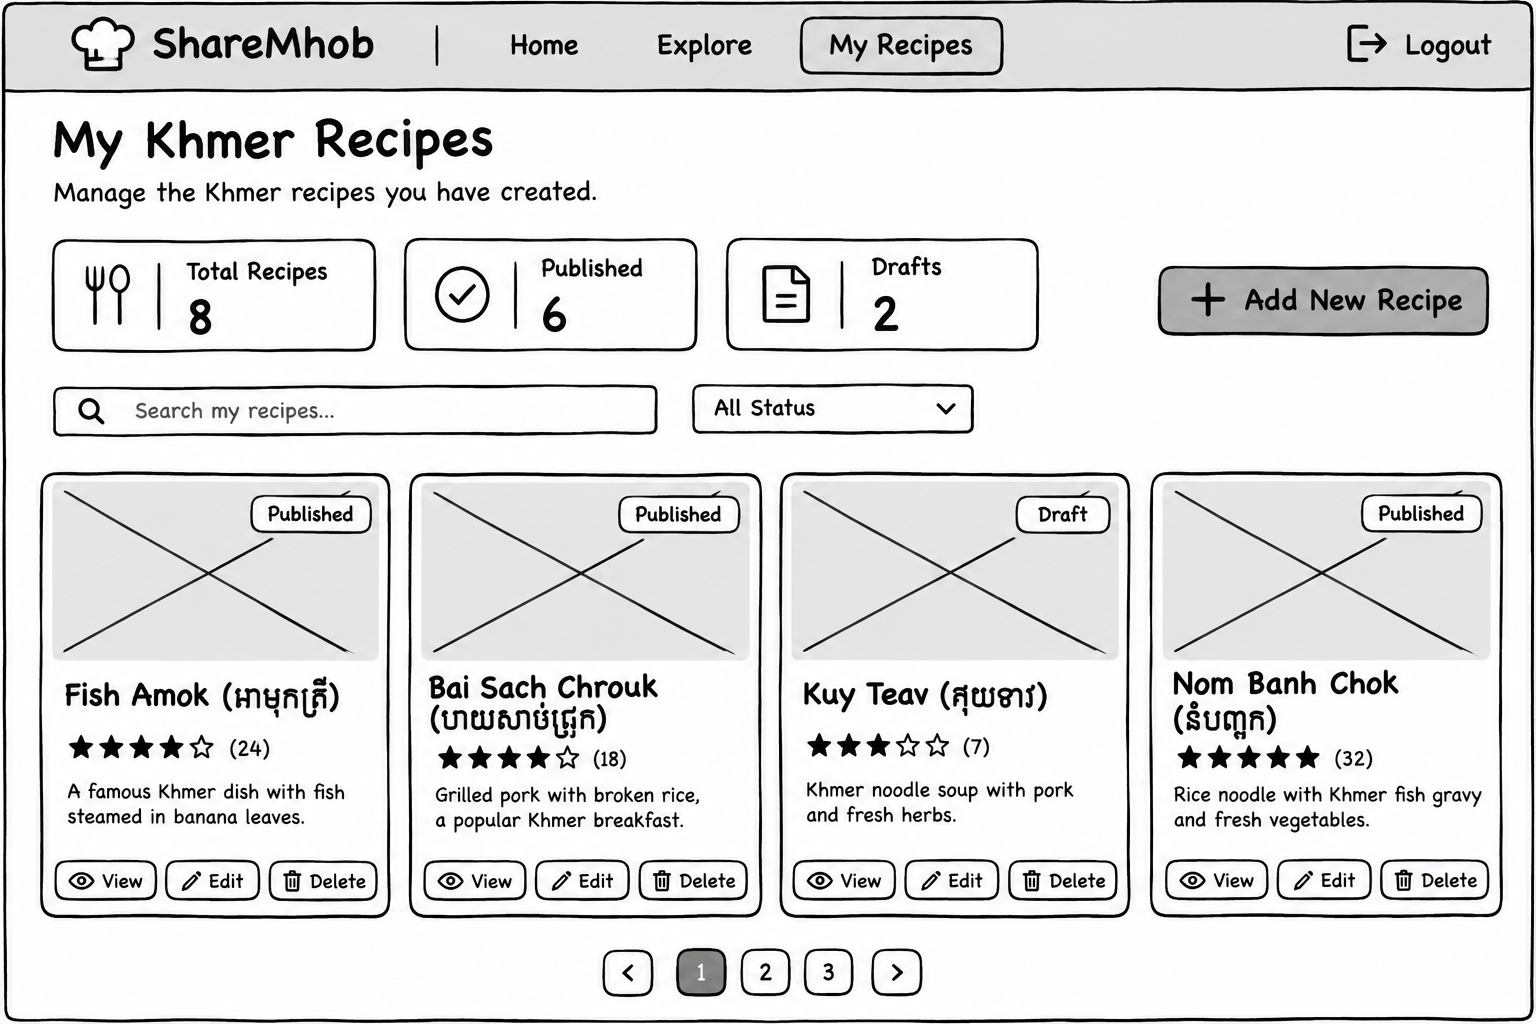 ShareMhob
Home
Explore
My Recipes
Logout
My Khmer Recipes
Manage the Khmer recipes you have created.
Total Recipes
8
Published
6
Drafts
2
+ Add New Recipe
Search my recipes...
All Status
Published
Fish Amok (អាមុកត្រី)
(24)
A famous Khmer dish with fish
steamed in banana leaves.
View
Edit
Delete
Published
Bai Sach Chrouk
(បាយសាច់ជ្រូក)
(18)
Grilled pork with broken rice,
a popular Khmer breakfast.
View
Edit
Delete
Draft
Kuy Teav (គុយទាវ)
(7)
Khmer noodle soup with pork
and fresh herbs.
View
Edit
Delete
Published
Nom Banh Chok
(នំបញ្ចុក)
(32)
Rice noodle with Khmer fish gravy
and fresh vegetables.
View
Edit
Delete
< 1 2 3 >